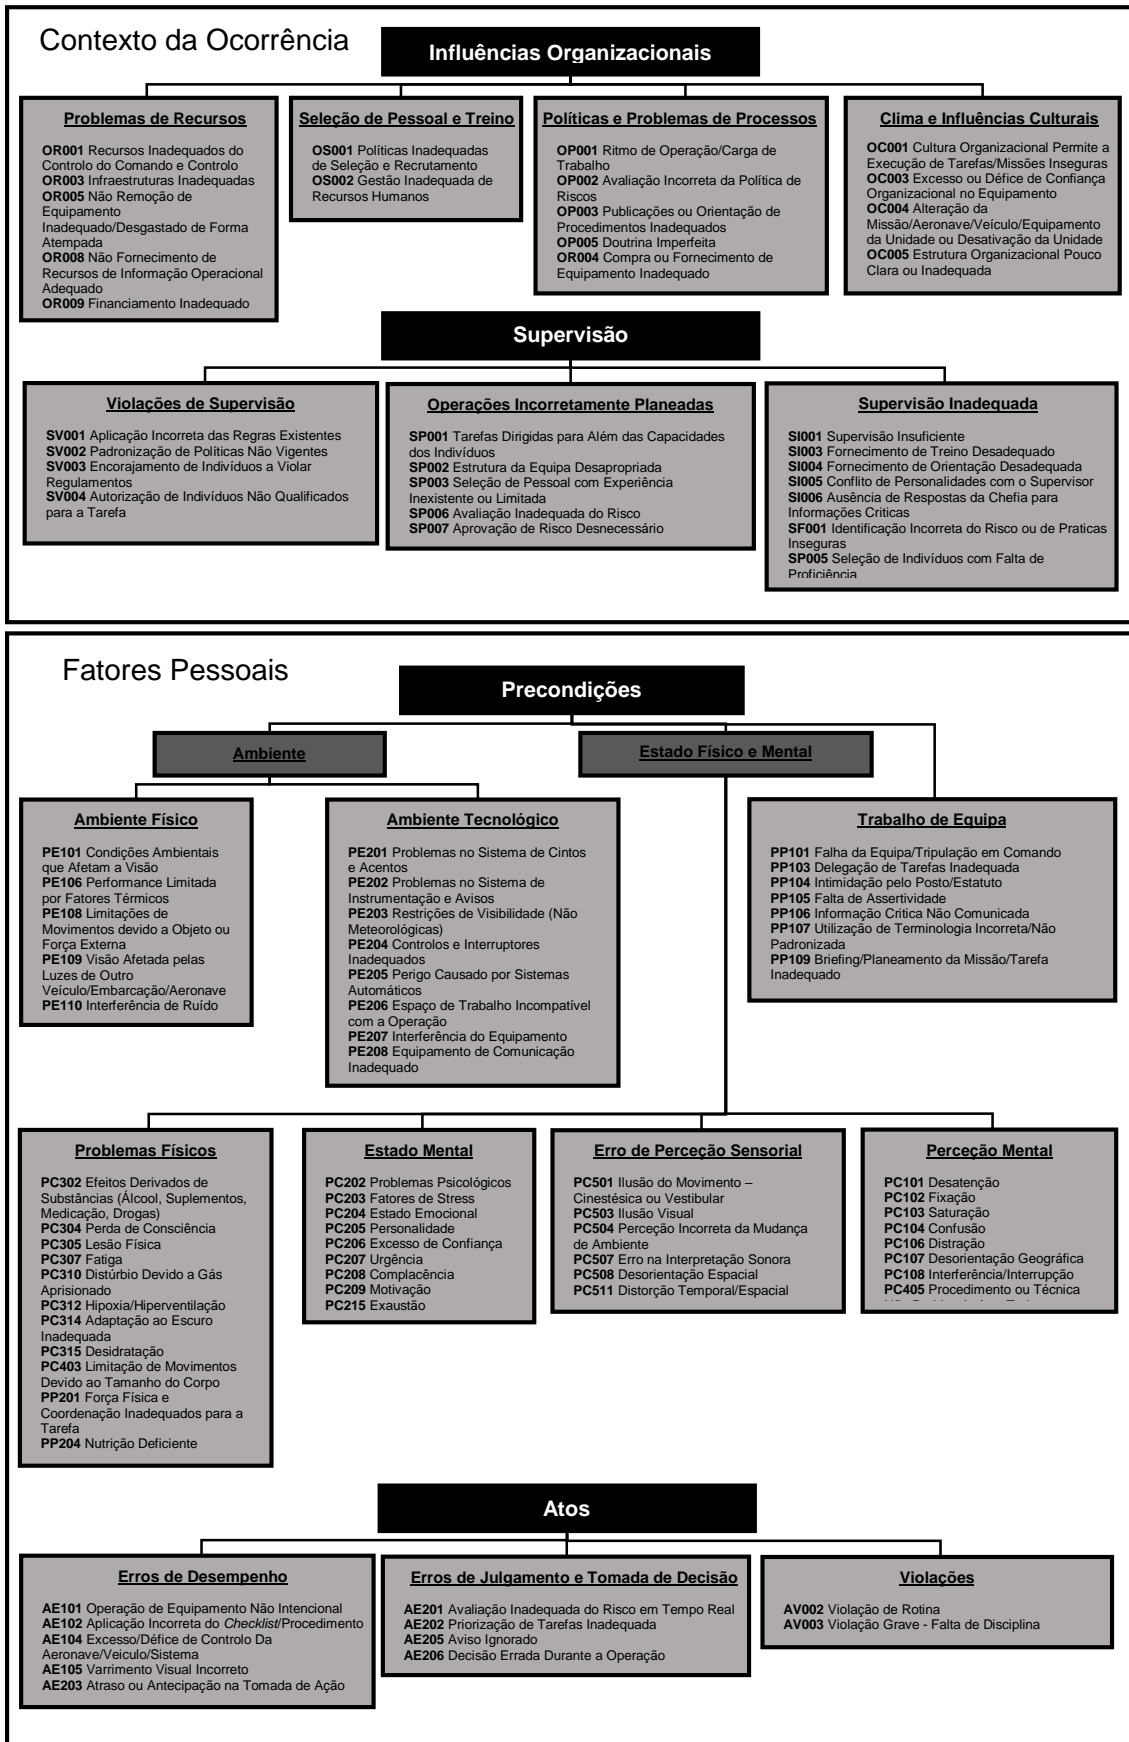 Contexto da Ocorrência
Influências Organizacionais
Problemas de Recursos
OR001 Recursos Inadequados do
Controlo do Comando e Controlo
OR003 Infraestruturas Inadequadas
OR005 Não Remoção de
Equipamento
Inadequado/Desgastado de Forma
Atempada
OR008 Não Fornecimento de
Recursos de Informação Operacional
Adequado
OR009 Financiamento Inadequado
Seleção de Pessoal e Treino
OS001 Políticas Inadequadas
de Seleção e Recrutamento
OS002 Gestão Inadequada de
Recursos Humanos
Políticas e Problemas de Processos
OP001 Ritmo de Operação/Carga de
Trabalho
OP002 Avaliação Incorreta da Política de
Riscos
OP003 Publicações ou Orientação de
Procedimentos Inadequados
OP005 Doutrina Imperfeita
OR004 Compra ou Fornecimento de
Equipamento Inadequado
Clima e Influências Culturais
OC001 Cultura Organizacional Permite a
Execução de Tarefas/Missões Inseguras
OC003 Excesso ou Défice de Confiança
Organizacional no Equipamento
OC004 Alteração da
Missão/Aeronave/Veículo/Equipamento
da Unidade ou Desativação da Unidade
OC005 Estrutura Organizacional Pouco
Clara ou Inadequada
Supervisão
Violações de Supervisão
SV001 Aplicação Incorreta das Regras Existentes
SV002 Padronização de Políticas Não Vigentes
SV003 Encorajamento de Indivíduos a Violar
Regulamentos
SV004 Autorização de Indivíduos Não Qualificados
para a Tarefa
Operações Incorretamente Planeadas
SP001 Tarefas Dirigidas para Além das Capacidades
dos Indivíduos
SP002 Estrutura da Equipa Desapropriada
SP003 Seleção de Pessoal com Experiência
Inexistente ou Limitada
SP006 Avaliação Inadequada do Risco
SP007 Aprovação de Risco Desnecessário
Supervisão Inadequada
SI001 Supervisão Insuficiente
SI003 Fornecimento de Treino Desadequado
SI004 Fornecimento de Orientação Desadequada
SI005 Conflito de Personalidades com o Supervisor
SI006 Ausência de Respostas da Chefia para
Informações Criticas
SF001 Identificação Incorreta do Risco ou de Praticas
Inseguras
SP005 Seleção de Indivíduos com Falta de
Proficiência
Fatores Pessoais
Precondições
Ambiente
Estado Físico e Mental
Ambiente Físico
PE101 Condições Ambientais
que Afetam a Visão
PE106 Performance Limitada
por Fatores Térmicos
PE108 Limitações de
Movimentos devido a Objeto ou
Força Externa
PE109 Visão Afetada pelas
Luzes de Outro
Veículo/Embarcação/Aeronave
PE110 Interferência de Ruído
Ambiente Tecnológico
PE201 Problemas no Sistema de Cintos
e Acentos
PE202 Problemas no Sistema de
Instrumentação e Avisos
PE203 Restrições de Visibilidade (Não
Meteorológicas)
PE204 Controlos e Interruptores
Inadequados
PE205 Perigo Causado por Sistemas
Automáticos
PE206 Espaço de Trabalho Incompatível
com a Operação
PE207 Interferência do Equipamento
PE208 Equipamento de Comunicação
Inadequado
Trabalho de Equipa
PP101 Falha da Equipa/Tripulação em Comando
PP103 Delegação de Tarefas Inadequada
PP104 Intimidação pelo Posto/Estatuto
PP105 Falta de Assertividade
PP106 Informação Critica Não Comunicada
PP107 Utilização de Terminologia Incorreta/Não
Padronizada
PP109 Briefing/Planeamento da Missão/Tarefa
Inadequado
Problemas Físicos
PC302 Efeitos Derivados de
Substâncias (Álcool, Suplementos,
Medicação, Drogas)
PC304 Perda de Consciência
PC305 Lesão Física
PC307 Fatiga
PC310 Distúrbio Devido a Gás
Aprisionado
PC312 Hipoxia/Hiperventilação
PC314 Adaptação ao Escuro
Inadequada
PC315 Desidratação
PC403 Limitação de Movimentos
Devido ao Tamanho do Corpo
PP201 Força Física e
Coordenação Inadequados para a
Tarefa
PP204 Nutrição Deficiente
Estado Mental
PC202 Problemas Psicológicos
PC203 Fatores de Stress
PC204 Estado Emocional
PC205 Personalidade
PC206 Excesso de Confiança
PC207 Urgência
PC208 Complacência
PC209 Motivação
PC215 Exaustão
Erro de Perceção Sensorial
PC501 Ilusão do Movimento –
Cinestésica ou Vestibular
PC503 Ilusão Visual
PC504 Perceção Incorreta da Mudança
de Ambiente
PC507 Erro na Interpretação Sonora
PC508 Desorientação Espacial
PC511 Distorção Temporal/Espacial
Perceção Mental
PC101 Desatenção
PC102 Fixação
PC103 Saturação
PC104 Confusão
PC106 Distração
PC107 Desorientação Geográfica
PC108 Interferência/Interrupção
PC405 Procedimento ou Técnica
Atos
Erros de Desempenho
AE101 Operação de Equipamento Não Intencional
AE102 Aplicação Incorreta do Checklist/Procedimento
AE104 Excesso/Défice de Controlo Da
Aeronave/Veiculo/Sistema
AE105 Varrimento Visual Incorreto
AE203 Atraso ou Antecipação na Tomada de Ação
Erros de Julgamento e Tomada de Decisão
AE201 Avaliação Inadequada do Risco em Tempo Real
AE202 Priorização de Tarefas Inadequada
AE205 Aviso Ignorado
AE206 Decisão Errada Durante a Operação
Violações
AV002 Violação de Rotina
AV003 Violação Grave - Falta de Disciplina